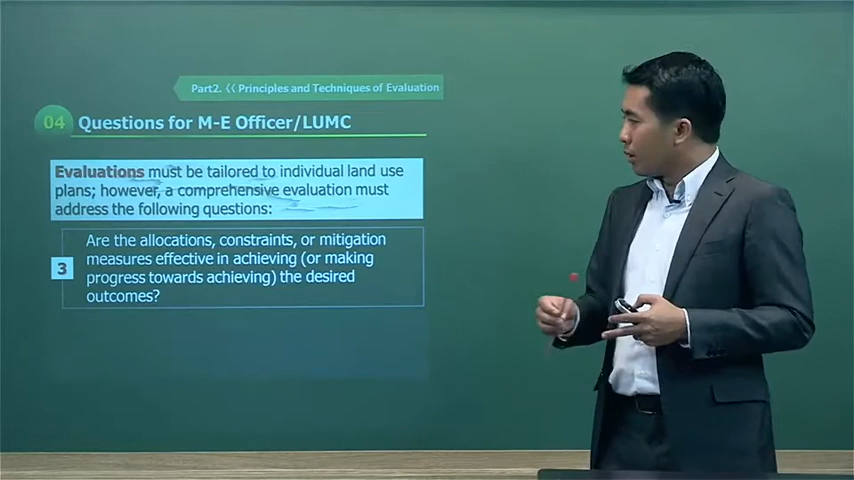 Part2. 《 Principles and Techniques of Evaluation
04 Questions for M-E Officer/LUMC
Evaluations must be tailored to individual land use
plans; however, a comprehensive evaluation must
address the following questions:
3
Are the allocations, constraints, or mitigation
measures effective in achieving (or making
progress towards achieving) the desired
outcomes?